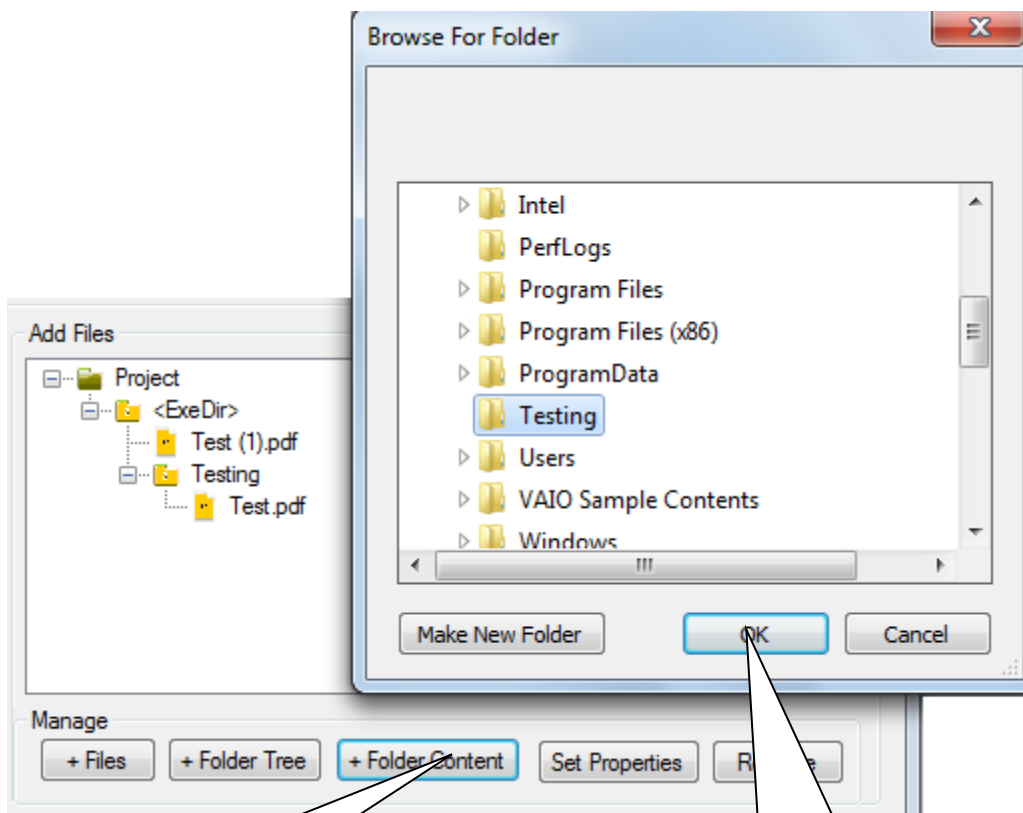 Browse For Folder
Intel
PerfLogs
Program Files
Program Files (x86)
ProgramData
Testing
Users
VAIO Sample Contents
Windows
Make New Folder
OK
Cancel
Add Files
Project
<ExeDir>
Test (1).pdf
Testing
Test.pdf
Manage
+ Files
+ Folder Tree
+ Folder Content
Set Properties